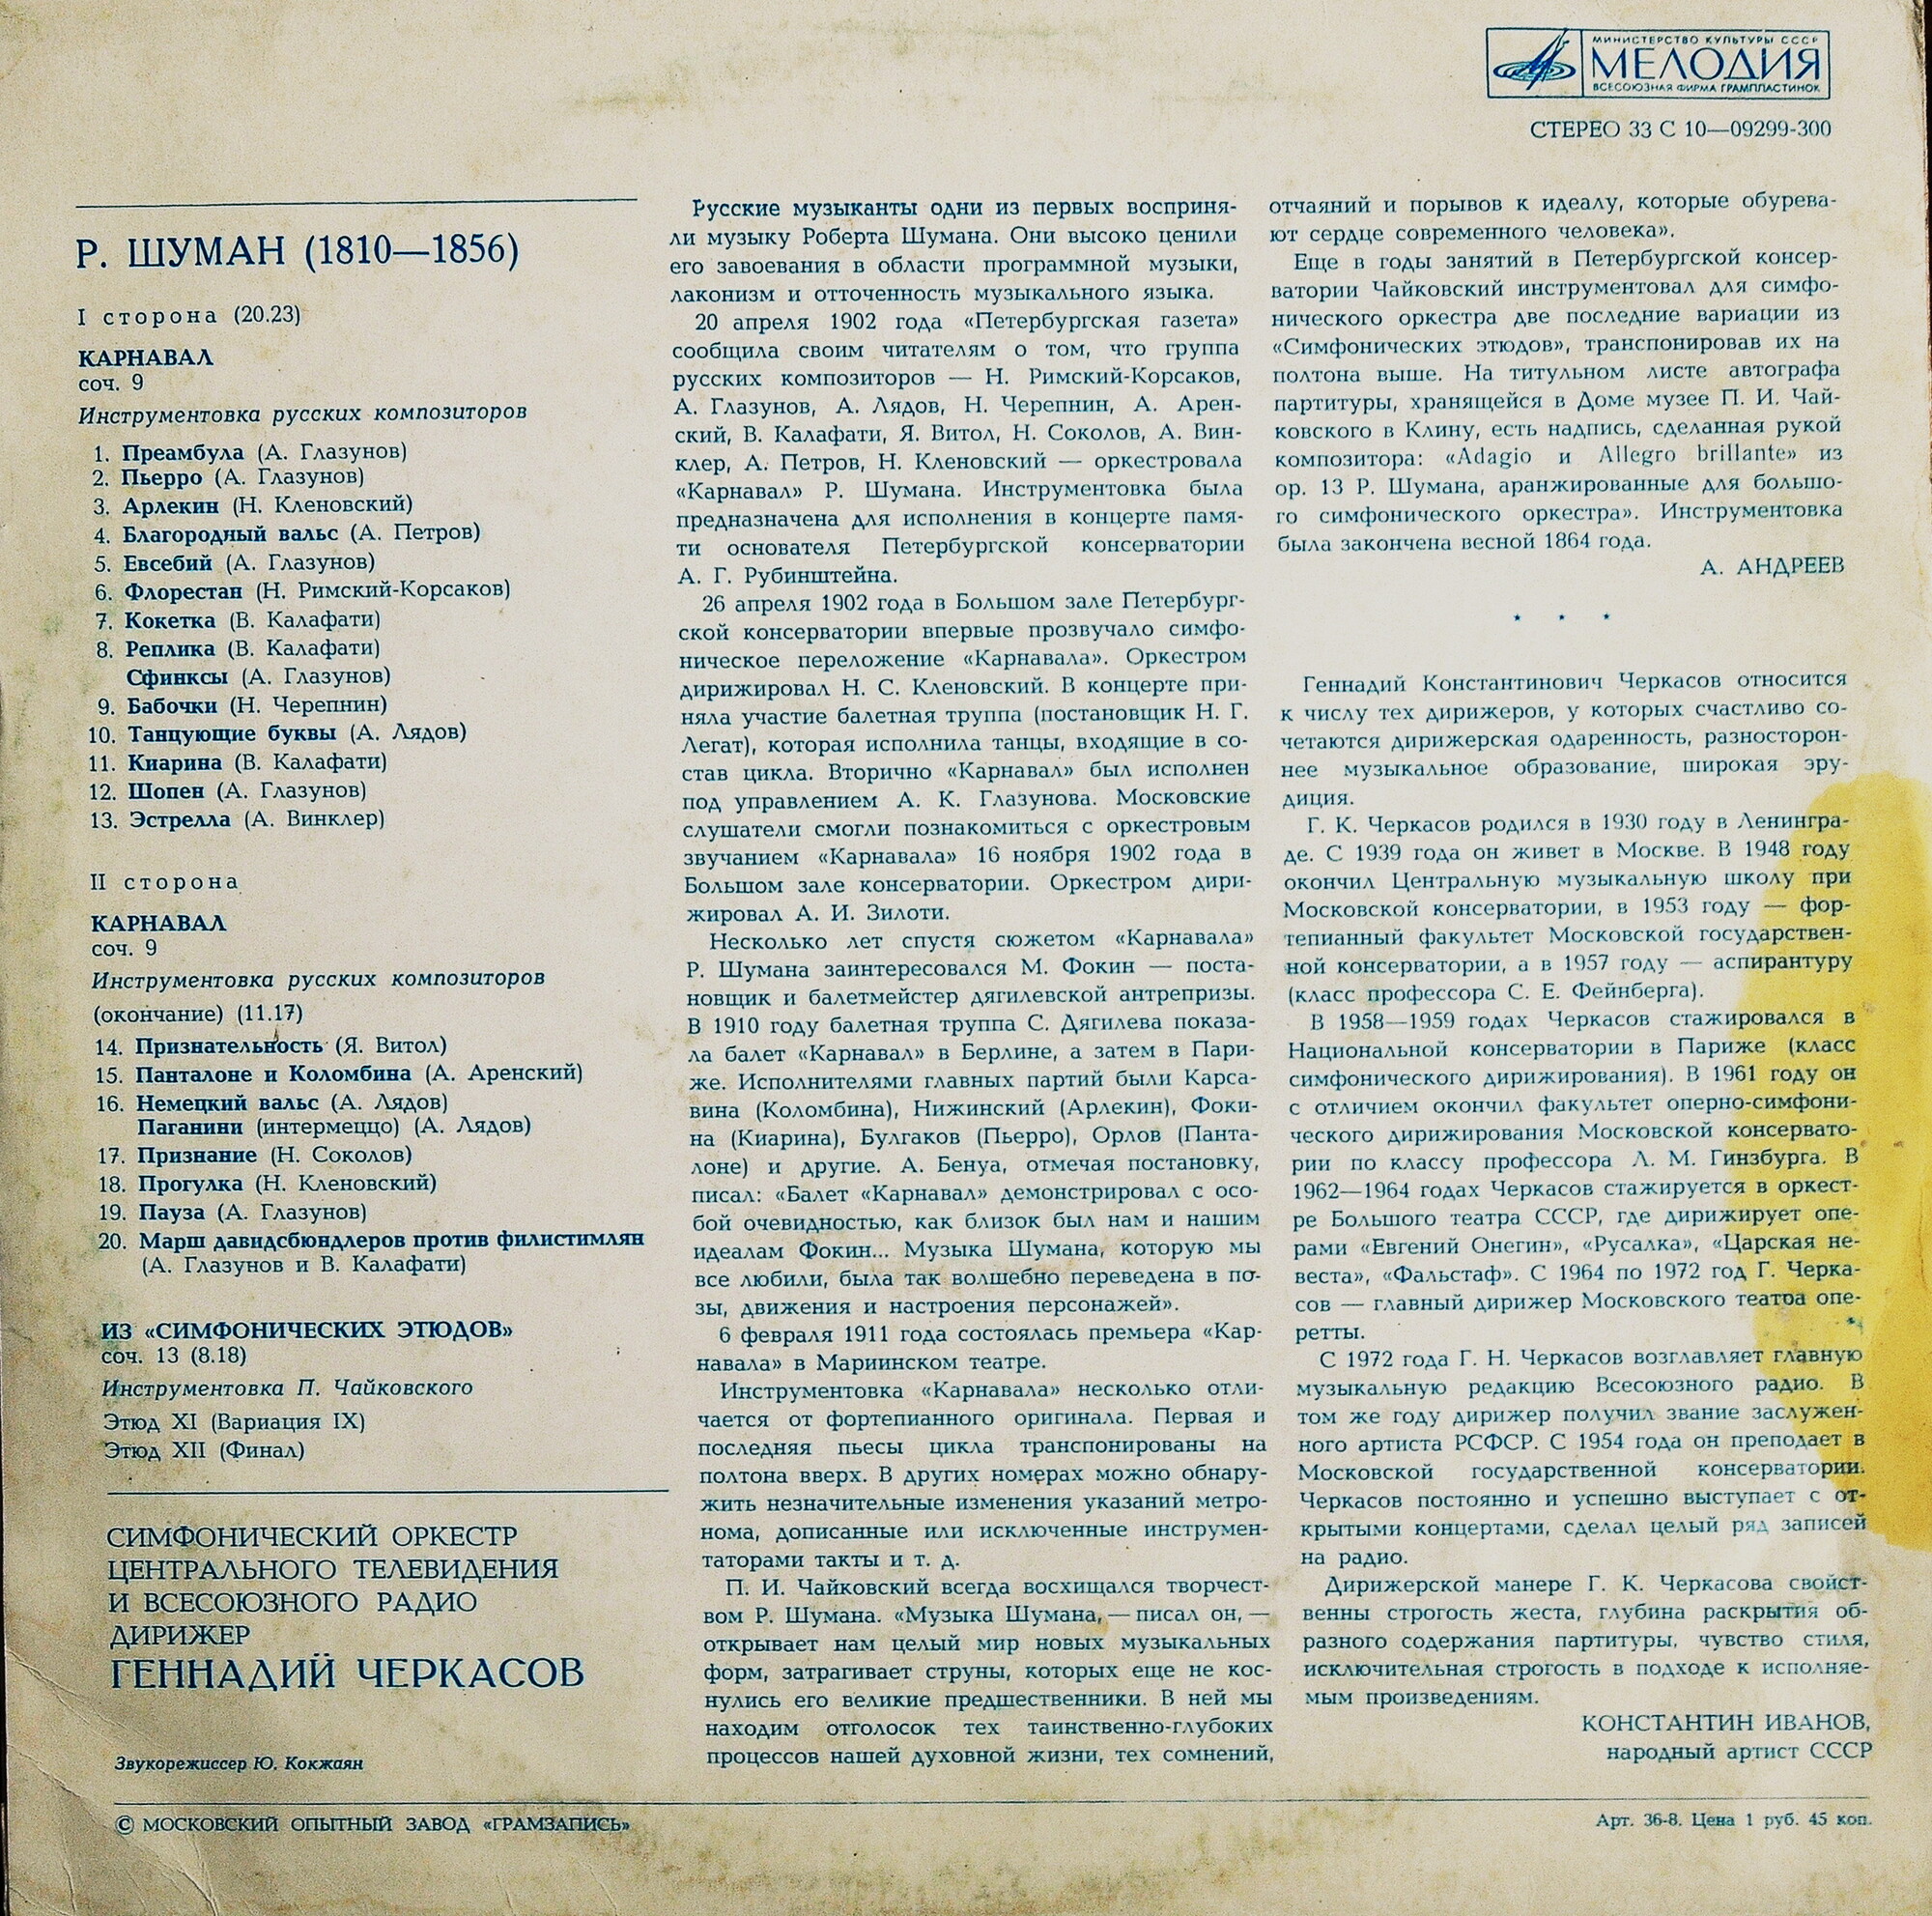 МИНИСТЕРСТВО КУЛЬТУРЫ СССР
МЕЛОДИЯ
ВСЕСОЮЗНАЯ ФИРМА ГРАМПЛАСТИНОК
СТЕРЕО 33 С 10—09299-300
Р. ШУМАН (1810—1856)
I сторона (20.23)
КАРНАВАЛ
соч. 9
Инструментовка русских композиторов
1. Преамбула (А. Глазунов)
2. Пьерро (А. Глазунов)
3. Арлекин (Н. Кленовский)
4. Благородный вальс (А. Петров)
5. Евсебий (А. Глазунов)
6. Флорестан (Н. Римский-Корсаков)
7. Кокетка (В. Калафати)
8. Реплика (В. Калафати)
Сфинксы (А. Глазунов)
9. Бабочки (Н. Черепнин)
10. Танцующие буквы (А. Лядов)
11. Киарина (В. Калафати)
12. Шопен (А. Глазунов)
13. Эстрелла (А. Винклер)
II сторона
КАРНАВАЛ
соч. 9
Инструментовка русских композиторов
(окончание) (11.17)
14. Признательность (Я. Витол)
15. Панталоне и Коломбина (А. Аренский)
16. Немецкий вальс (А. Лядов)
Паганини (интермеццо) (А. Лядов)
17. Признание (Н. Соколов)
18. Прогулка (Н. Кленовский)
19. Пауза (А. Глазунов)
20. Марш давидсбюндлеров против филистимлян
(А. Глазунов и В. Калафати)
ИЗ «СИМФОНИЧЕСКИХ ЭТЮДОВ»
соч. 13 (8.18)
Инструментовка П. Чайковского
Этюд XI (Вариация IX)
Этюд XII (Финал)
СИМФОНИЧЕСКИЙ ОРКЕСТР
ЦЕНТРАЛЬНОГО ТЕЛЕВИДЕНИЯ
И ВСЕСОЮЗНОГО РАДИО
ДИРИЖЕР
ГЕННАДИЙ ЧЕРКАСОВ
Звукорежиссер Ю. Кокжаян
Русские музыканты одни из первых восприня-
ли музыку Роберта Шумана. Они высоко ценили
его завоевания в области программной музыки,
лаконизм и отточенность музыкального языка.
20 апреля 1902 года «Петербургская газета»
сообщила своим читателям о том, что группа
русских композиторов — Н. Римский-Корсаков,
А. Глазунов, А. Лядов, Н. Черепнин, А. Арен-
ский, В. Калафати, Я. Витол, Н. Соколов, А. Вин-
клер, А. Петров, Н. Кленовский — оркестровала
«Карнавал» Р. Шумана. Инструментовка была
предназначена для исполнения в концерте памя-
ти основателя Петербургской консерватории
А. Г. Рубинштейна.
26 апреля 1902 года в Большом зале Петербург-
ской консерватории впервые прозвучало симфо-
ническое переложение «Карнавала». Оркестром
дирижировал Н. С. Кленовский. В концерте при-
няла участие балетная труппа (постановщик Н. Г.
Легат), которая исполнила танцы, входящие в со-
став цикла. Вторично «Карнавал» был исполнен
под управлением А. К. Глазунова. Московские
слушатели смогли познакомиться с оркестровым
звучанием «Карнавала» 16 ноября 1902 года в
Большом зале консерватории. Оркестром дири-
жировал А. И. Зилоти.
Несколько лет спустя сюжетом «Карнавала»
Р. Шумана заинтересовался М. Фокин — поста-
новщик и балетмейстер дягилевской антрепризы.
В 1910 году балетная труппа С. Дягилева показа-
ла балет «Карнавал» в Берлине, а затем в Пари-
же. Исполнителями главных партий были Карса-
вина (Коломбина), Нижинский (Арлекин), Фоки-
на (Киарина), Булгаков (Пьерро), Орлов (Панта-
лоне) и другие. А. Бенуа, отмечая постановку,
писал: «Балет «Карнавал» демонстрировал с осо-
бой очевидностью, как близок был нам и нашим
идеалам Фокин... Музыка Шумана, которую мы
все любили, была так волшебно переведена в по-
зы, движения и настроения персонажей».
6 февраля 1911 года состоялась премьера «Кар-
навала» в Мариинском театре.
Инструментовка «Карнавала» несколько отли-
чается от фортепианного оригинала. Первая и
последняя пьесы цикла транспонированы на
полтона вверх. В других номерах можно обнару-
жить незначительные изменения указаний метро-
нома, дописанные или исключенные инструмен-
таторами такты и т. д.
П. И. Чайковский всегда восхищался творчест-
вом Р. Шумана. «Музыка Шумана, — писал он, —
открывает нам целый мир новых музыкальных
форм, затрагивает струны, которых еще не кос-
нулись его великие предшественники. В ней мы
находим отголосок тех таинственно-глубоких
процессов нашей духовной жизни, тех сомнений,
отчаяний и порывов к идеалу, которые обурева-
ют сердце современного человека».
Еще в годы занятий в Петербургской консер-
ватории Чайковский инструментовал для симфо-
нического оркестра две последние вариации из
«Симфонических этюдов», транспонировав их на
полтона выше. На титульном листе автографа
партитуры, хранящейся в Доме музее П. И. Чай-
ковского в Клину, есть надпись, сделанная рукой
композитора: «Adagio и Allegro brillante» из
ор. 13 Р. Шумана, аранжированные для большо-
го симфонического оркестра». Инструментовка
была закончена весной 1864 года.
А. АНДРЕЕВ
* * *
Геннадий Константинович Черкасов относится
к числу тех дирижеров, у которых счастливо со-
четаются дирижерская одаренность, разносторон-
нее музыкальное образование, широкая эру-
диция.
Г. К. Черкасов родился в 1930 году в Ленингра-
де. С 1939 года он живет в Москве. В 1948 году
окончил Центральную музыкальную школу при
Московской консерватории, в 1953 году — фор-
тепианный факультет Московской государствен-
ной консерватории, а в 1957 году — аспирантуру
(класс профессора С. Е. Фейнберга).
В 1958—1959 годах Черкасов стажировался в
Национальной консерватории в Париже (класс
симфонического дирижирования). В 1961 году он
с отличием окончил факультет оперно-симфони-
ческого дирижирования Московской консервато-
рии по классу профессора Л. М. Гинзбурга. В
1962—1964 годах Черкасов стажируется в оркест-
ре Большого театра СССР, где дирижирует опе-
рами «Евгений Онегин», «Русалка», «Царская не-
веста», «Фальстаф». С 1964 по 1972 год Г. Черка-
сов — главный дирижер Московского театра опе-
ретты.
С 1972 года Г. Н. Черкасов возглавляет главную
музыкальную редакцию Всесоюзного радио. В
том же году дирижер получил звание заслужен-
ного артиста РСФСР. С 1954 года он преподает в
Московской государственной консерватории.
Черкасов постоянно и успешно выступает с от-
крытыми концертами, сделал целый ряд записей
на радио.
Дирижерской манере Г. К. Черкасова свойст-
венны строгость жеста, глубина раскрытия об-
разного содержания партитуры, чувство стиля,
исключительная строгость в подходе к исполняе-
мым произведениям.
КОНСТАНТИН ИВАНОВ,
народный артист СССР
© МОСКОВСКИЙ ОПЫТНЫЙ ЗАВОД «ГРАМЗАПИСЬ»
Арт. 36-8. Цена 1 руб. 45 коп.